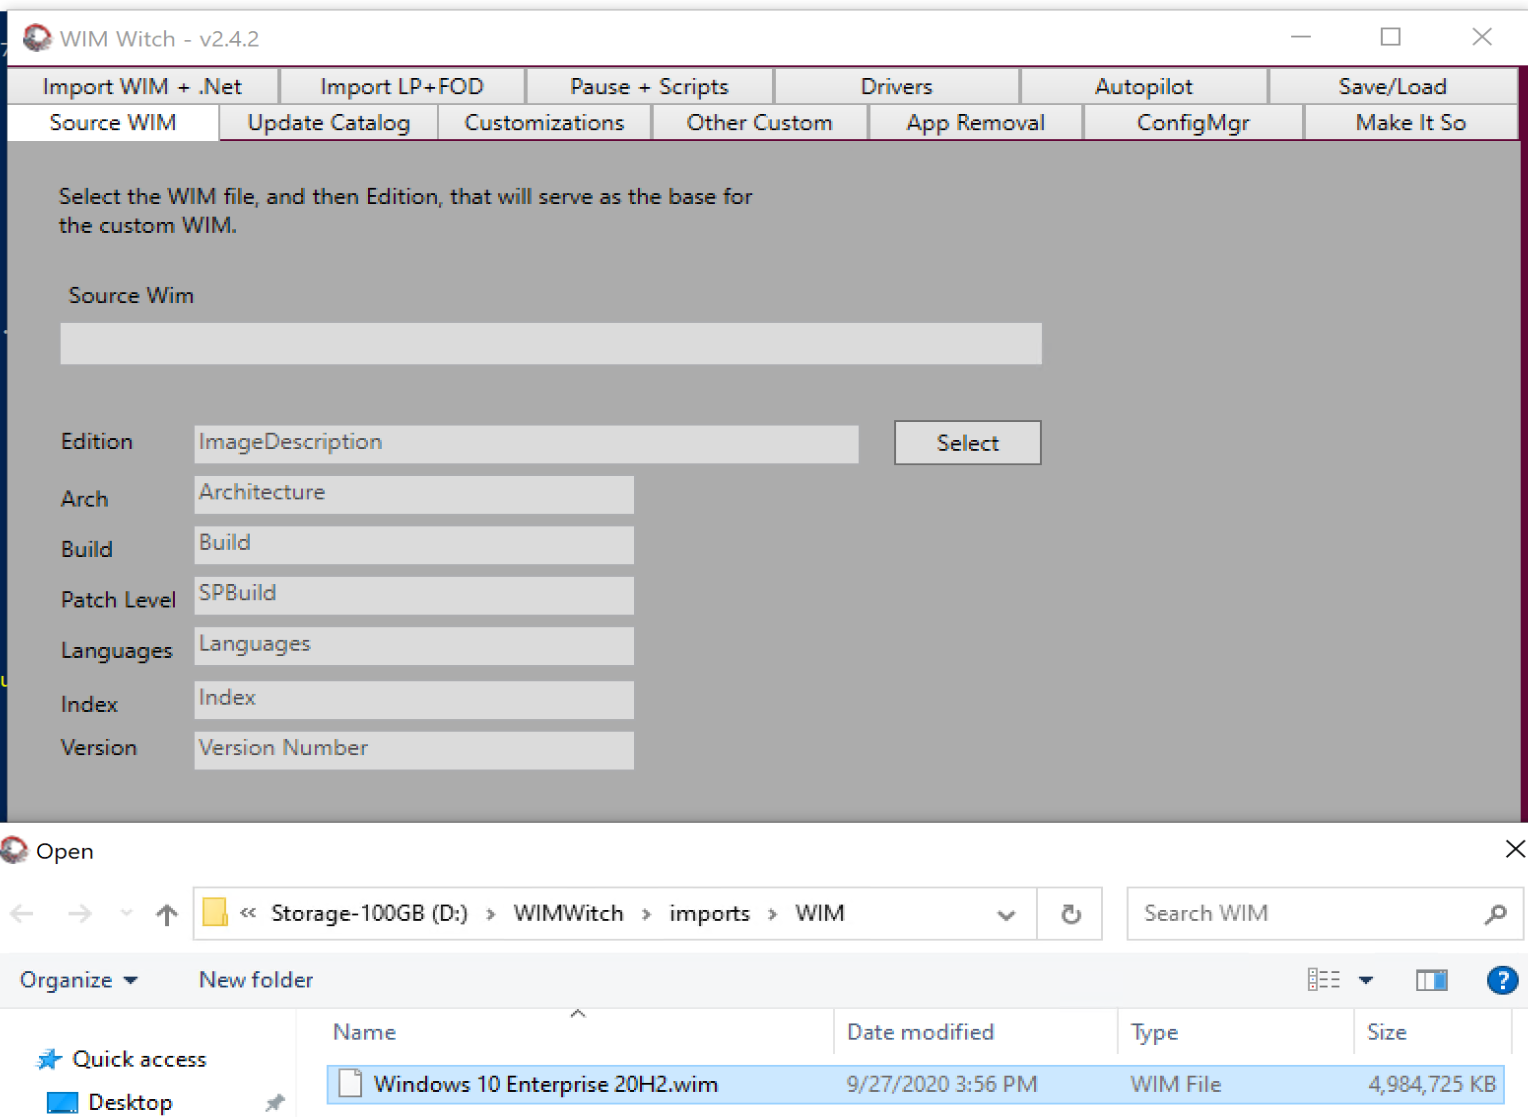 WIM Witch - v2.4.2
Import WIM + .Net Import LP+FOD Pause + Scripts Drivers Autopilot Save/Load
Source WIM Update Catalog Customizations Other Custom App Removal ConfigMgr Make It So
Select the WIM file, and then Edition, that will serve as the base for
the custom WIM.
Source Wim
Edition ImageDescription Select
Arch Architecture
Build Build
Patch Level SPBuild
Languages Languages
Index Index
Version Version Number
Open
« Storage-100GB (D:) › WIMWitch › imports › WIM Search WIM
Organize New folder ?
Name Date modified Type Size
Quick access
Windows 10 Enterprise 20H2.wim 9/27/2020 3:56 PM WIM File 4,984,725 KB
Desktop